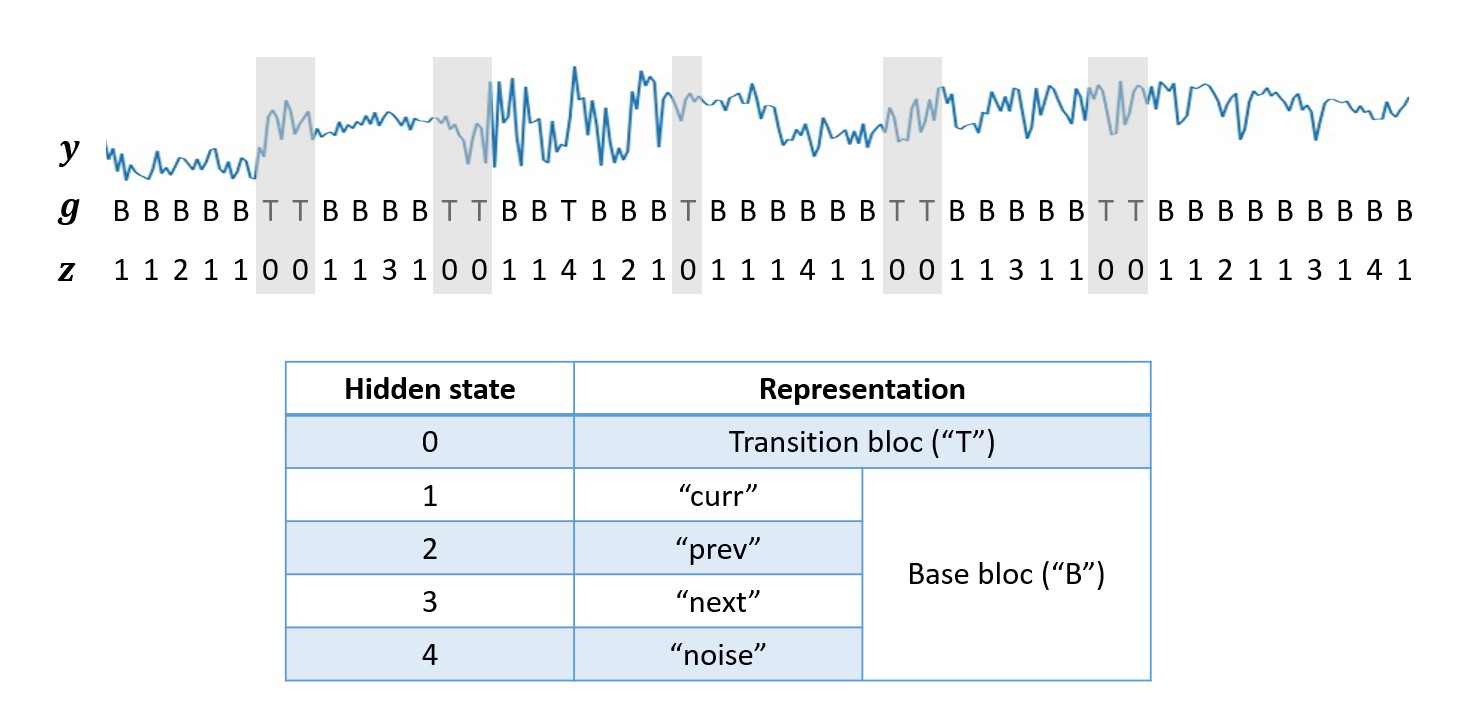 y
g B B B B B T T B B B B T T B B T B B B T B B B B B B T T B B B B B T T B B B B B B B B B
z 1 1 2 1 1 0 0 1 1 3 1 0 0 1 1 4 1 2 1 0 1 1 1 4 1 1 0 0 1 1 3 1 1 0 0 1 1 2 1 1 3 1 4 1
Hidden state Representation
0 Transition bloc (“T”)
1 “curr”
2 “prev”
Base bloc (“B”)
3 “next”
4 “noise”